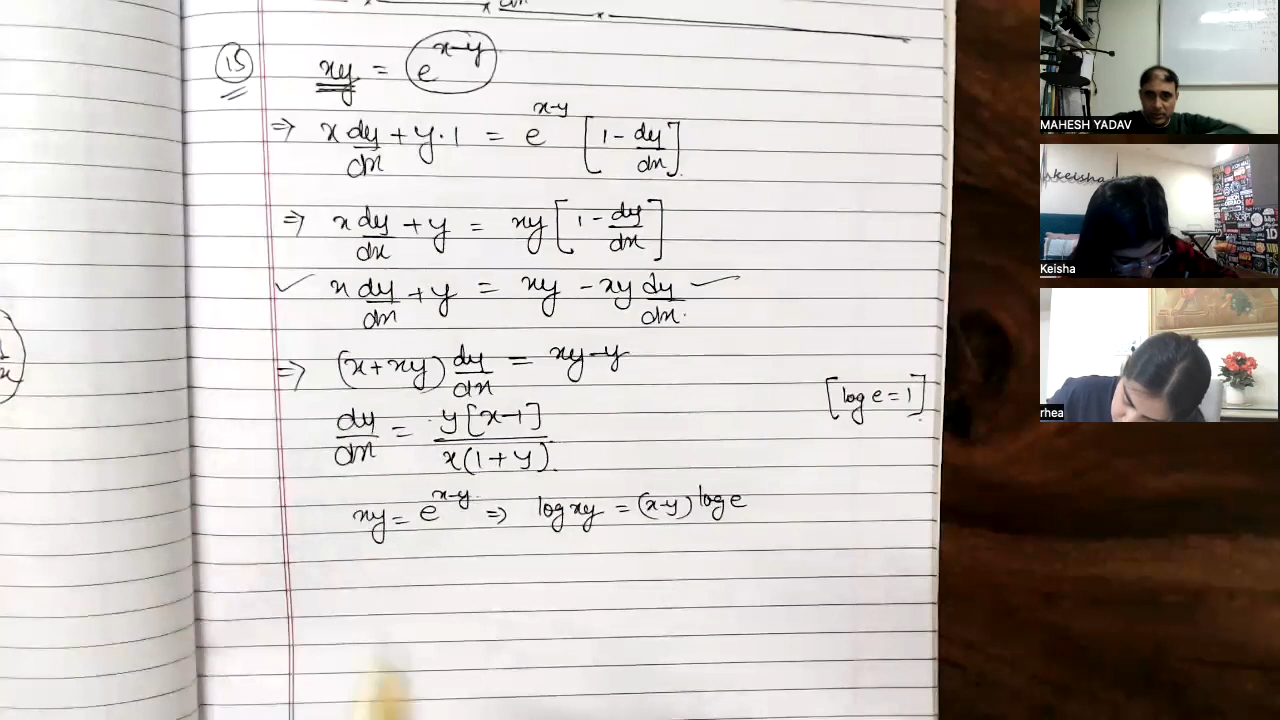 15 xy = e^{x-y}
⇒ x dy/dx + y·1 = e^{x-y} [1 - dy/dx]
⇒ x dy/dx + y = xy [1 - dy/dx]
✓ x dy/dx + y = xy - xy dy/dx
⇒ (x+xy) dy/dx = xy-y
[log e = 1]
dy/dx = y[x-1] / x(1+y)
xy = e^{x-y} ⇒ log xy = (x-y) log e
MAHESH YADAV
keisha
Keisha
rhea